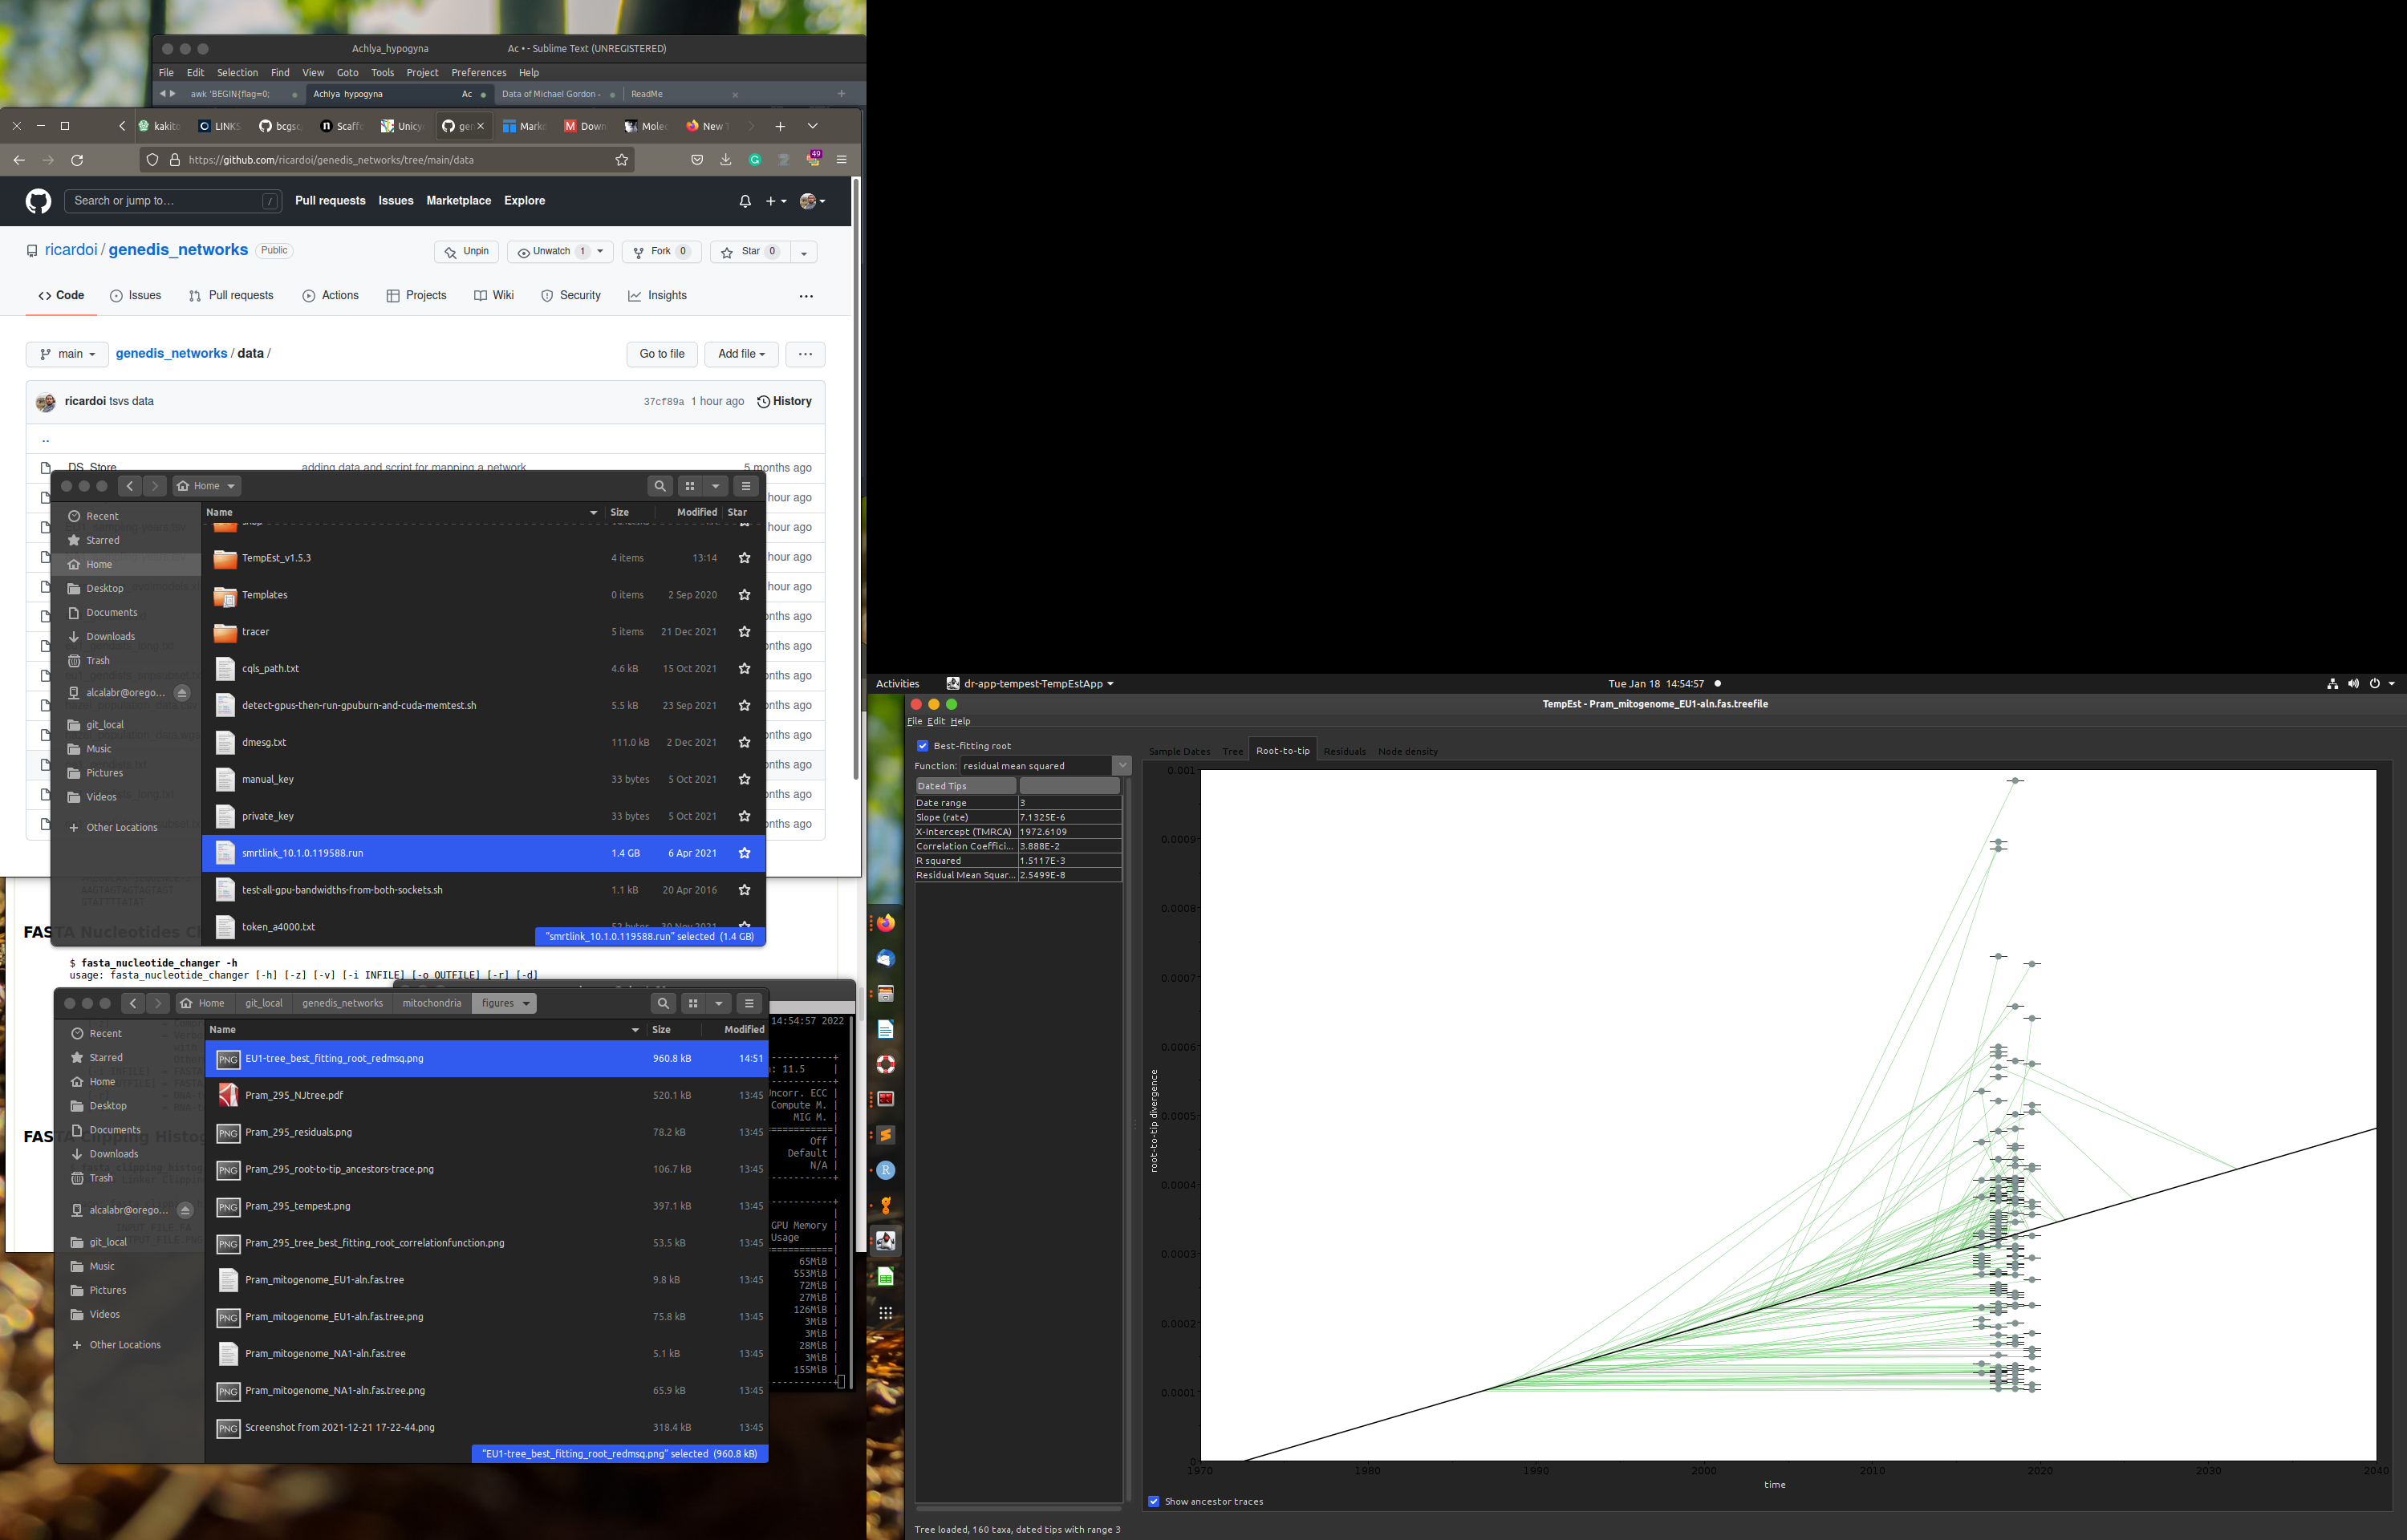 Achlya_hypogyna Ac • - Sublime Text (UNREGISTERED)
File Edit Selection Find View Goto Tools Project Preferences Help
awk 'BEGIN{flag=0; Achlya hypogyna Ac Data of Michael Gordon - ReadMe
kakit LINKS bcgsc Scaff Unicy gen Mark Down Mole New
https://github.com/ricardoi/genedis_networks/tree/main/data
49
Search or jump to… /
Pull requests Issues Marketplace Explore
ricardoi / genedis_networks Public
Unpin Unwatch 1 Fork 0 Star 0
Code Issues Pull requests Actions Projects Wiki Security Insights
main genedis_networks / data /
Go to file Add file
ricardoi tsvs data 37cf89a 1 hour ago History
..
.DS_Store adding data and script for mapping a network 5 months ago
Home
Name Size Modified Star
Recent
Starred
Home
Desktop
Documents
Downloads
Trash
alcalabr@orego…
git_local
Music
Pictures
Videos
Other Locations
TempEst_v1.5.3 4 items 13:14
Templates 0 items 2 Sep 2020
tracer 5 items 21 Dec 2021
cqls_path.txt 4.6 kB 15 Oct 2021
detect-gpus-then-run-gpuburn-and-cuda-memtest.sh 5.5 kB 23 Sep 2021
dmesg.txt 111.0 kB 2 Dec 2021
manual_key 33 bytes 5 Oct 2021
private_key 33 bytes 5 Oct 2021
smrtlink_10.1.0.119588.run 1.4 GB 6 Apr 2021
test-all-gpu-bandwidths-from-both-sockets.sh 1.1 kB 20 Apr 2016
token_a4000.txt 52 bytes 30 Nov 2021
"smrtlink_10.1.0.119588.run" selected (1.4 GB)
hour ago
hour ago
hour ago
hour ago
onths ago
onths ago
onths ago
onths ago
onths ago
onths ago
onths ago
onths ago
FASTA Nucleotides C
$ fasta_nucleotide_changer -h
usage: fasta_nucleotide_changer [-h] [-z] [-v] [-i INFILE] [-o OUTFILE] [-r] [-d]
FASTA Clipping Histog
Home git_local genedis_networks mitochondria figures
Name Size Modified
Recent
Starred
Home
Desktop
Documents
Downloads
Trash
alcalabr@orego…
git_local
Music
Pictures
Videos
Other Locations
EU1-tree_best_fitting_root_redmsq.png 960.8 kB 14:51
Pram_295_NJtree.pdf 520.1 kB 13:45
Pram_295_residuals.png 78.2 kB 13:45
Pram_295_root-to-tip_ancestors-trace.png 106.7 kB 13:45
Pram_295_tempest.png 397.1 kB 13:45
Pram_295_tree_best_fitting_root_correlationfunction.png 53.5 kB 13:45
Pram_mitogenome_EU1-aln.fas.tree 9.8 kB 13:45
Pram_mitogenome_EU1-aln.fas.tree.png 75.8 kB 13:45
Pram_mitogenome_NA1-aln.fas.tree 5.1 kB 13:45
Pram_mitogenome_NA1-aln.fas.tree.png 65.9 kB 13:45
Screenshot from 2021-12-21 17-22-44.png 318.4 kB 13:45
"EU1-tree_best_fitting_root_redmsq.png" selected (960.8 kB)
14:54:57 2022
: 11.5 |
Uncorr. ECC |
Compute M. |
MIG M. |
Off |
Default |
N/A |
GPU Memory |
Usage |
65MiB |
553MiB |
72MiB |
27MiB |
126MiB |
3MiB |
3MiB |
28MiB |
3MiB |
155MiB |
Activities dr-app-tempest-TempEstApp Tue Jan 18 14:54:57
TempEst - Pram_mitogenome_EU1-aln.fas.treefile
File Edit Help
Best-fitting root
Function: residual mean squared
Dated Tips
Date range 3
Slope (rate) 7.1325E-6
X-Intercept (TMRCA) 1972.6109
Correlation Coeffici... 3.888E-2
R squared 1.5117E-3
Residual Mean Squar... 2.5499E-8
Sample Dates Tree Root-to-tip Residuals Node density
0.001
0.0009
0.0008
0.0007
0.0006
0.0005
0.0004
0.0003
0.0002
0.0001
0
root-to-tip divergence
1970 1980 1990 2000 2010 2020 2030 2040
time
Show ancestor traces
Tree loaded, 160 taxa, dated tips with range 3